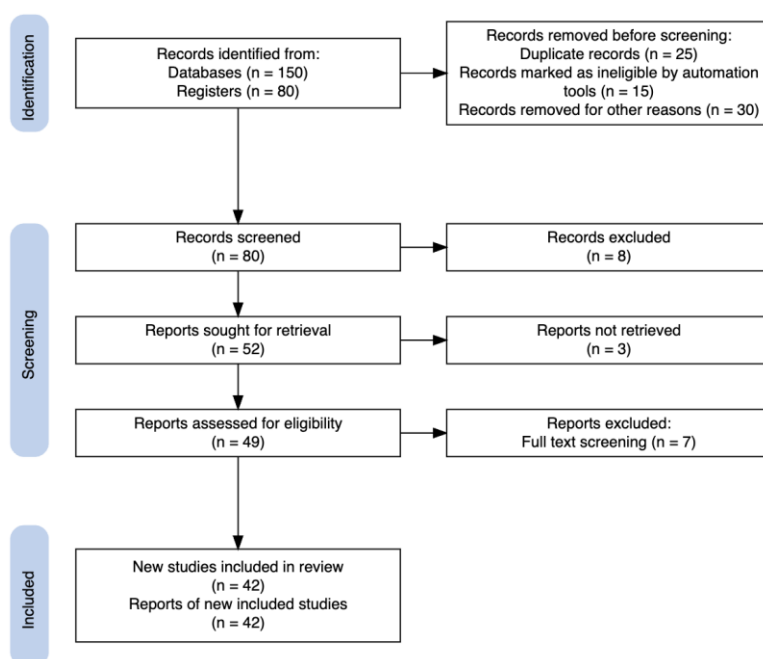 Identification
Records identified from:
Databases (n = 150)
Registers (n = 80)
Records removed before screening:
Duplicate records (n = 25)
Records marked as ineligible by automation
tools (n = 15)
Records removed for other reasons (n = 30)
Screening
Records screened
(n = 80)
Records excluded
(n = 8)
Reports sought for retrieval
(n = 52)
Reports not retrieved
(n = 3)
Reports assessed for eligibility
(n = 49)
Reports excluded:
Full text screening (n = 7)
Included
New studies included in review
(n = 42)
Reports of new included studies
(n = 42)